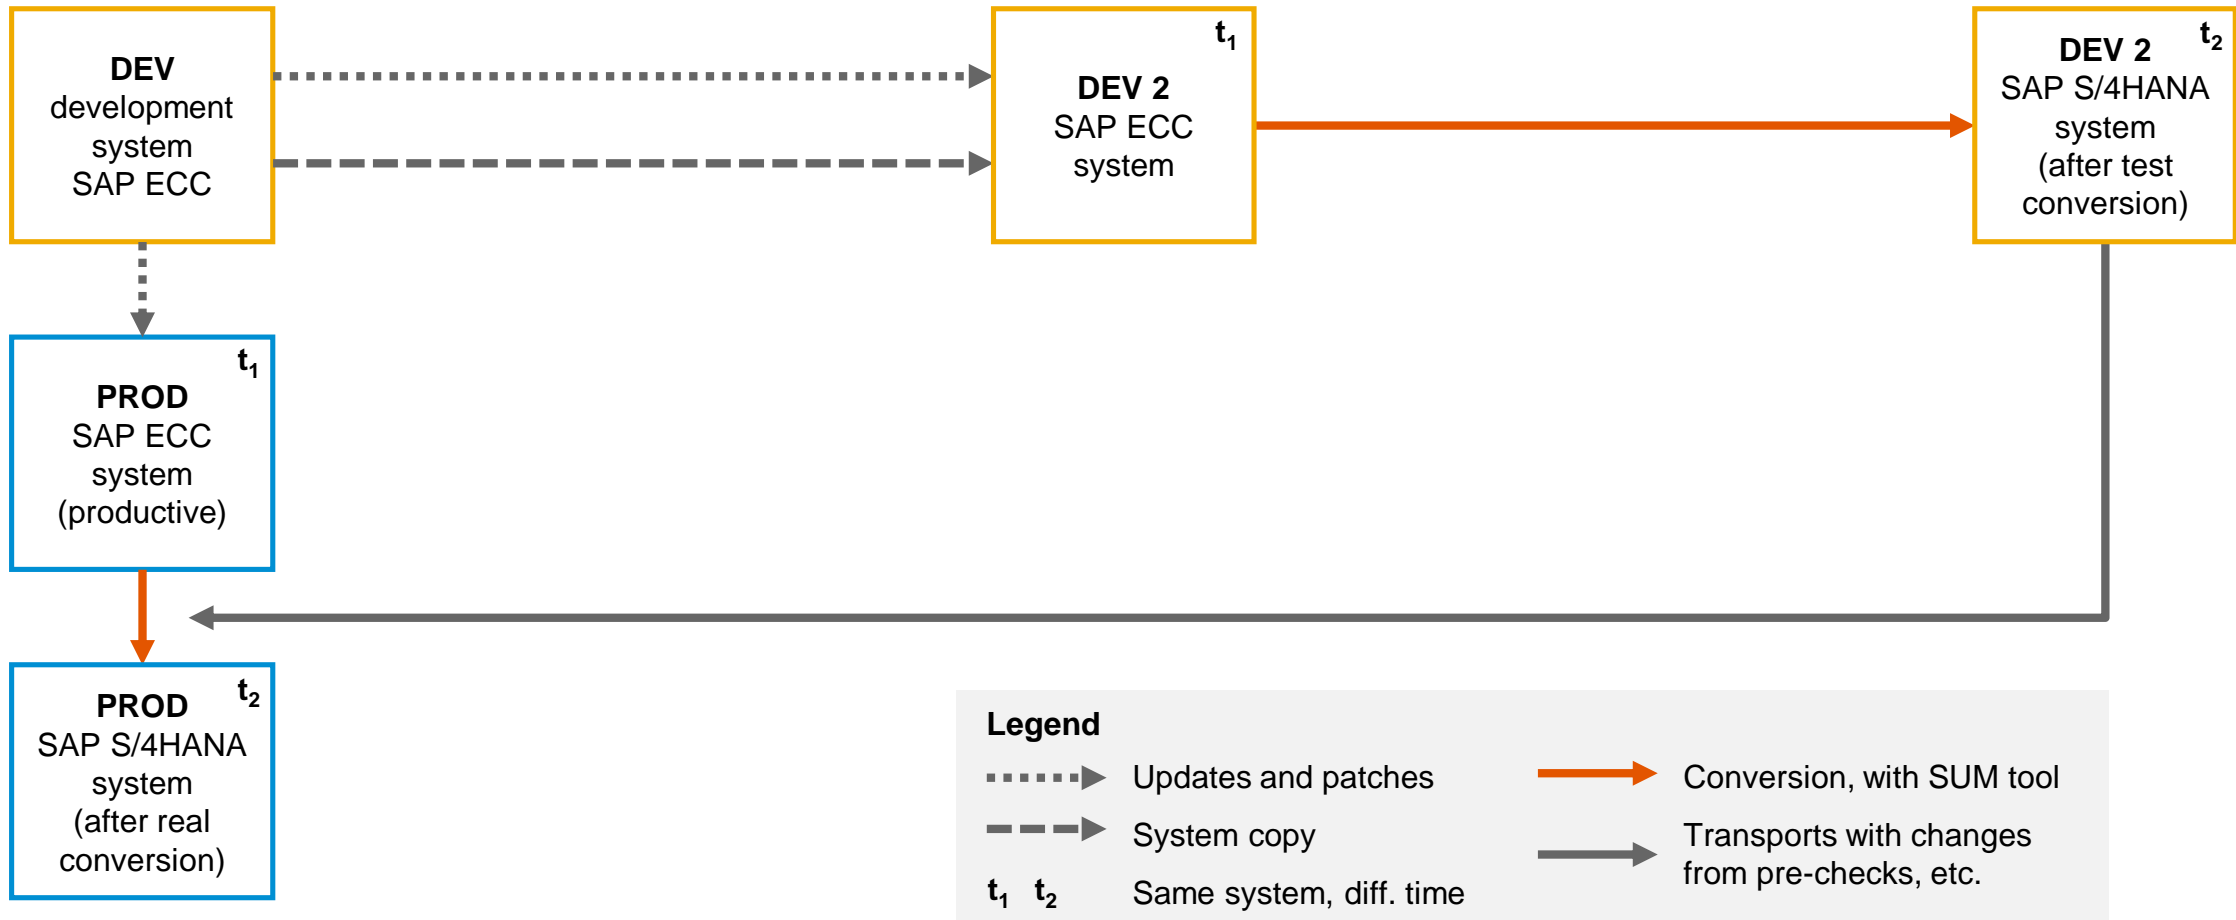 DEV
development
system
SAP ECC
t1
DEV 2
SAP ECC
system
t2
DEV 2
SAP S/4HANA
system
(after test
conversion)
t1
PROD
SAP ECC
system
(productive)
t2
PROD
SAP S/4HANA
system
(after real
conversion)
Legend
Updates and patches
System copy
t1 t2 Same system, diff. time
Conversion, with SUM tool
Transports with changes
from pre-checks, etc.